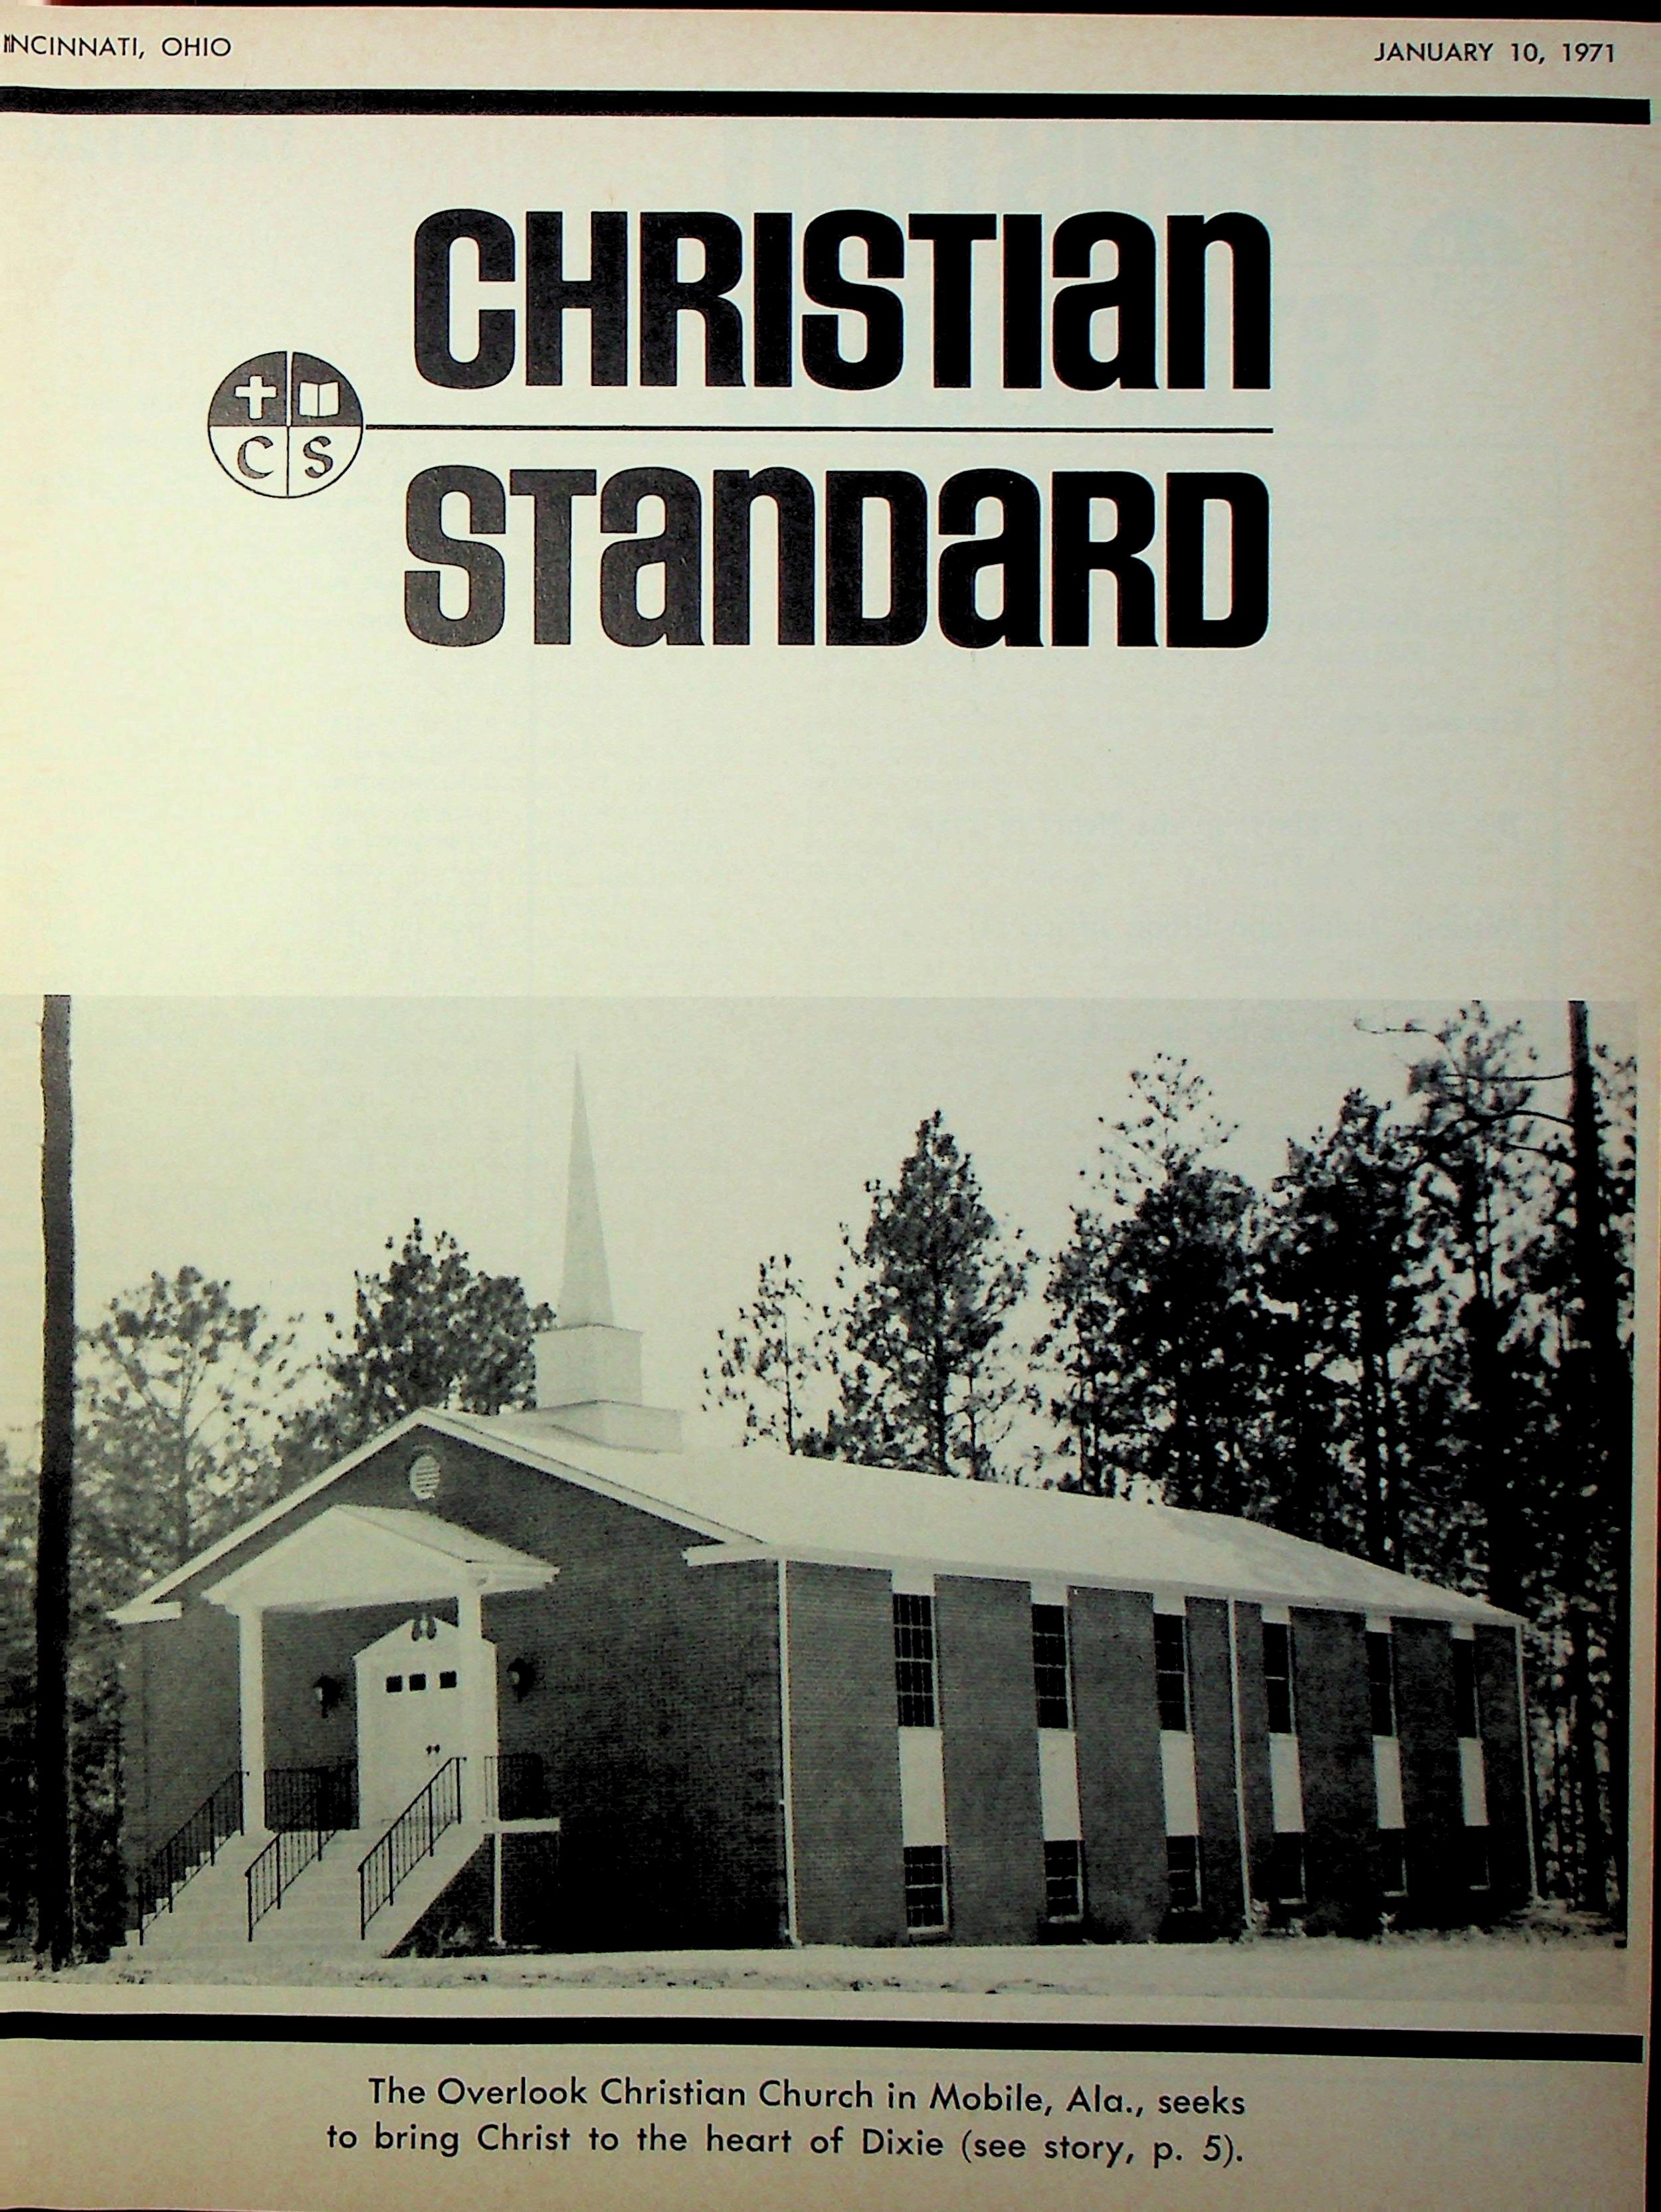 CINCINNATI, OHIO
JANUARY 10, 1971
CHRISTIan
C S
STanDaRD
The Overlook Christian Church in Mobile, Ala., seeks
to bring Christ to the heart of Dixie (see story, p. 5).